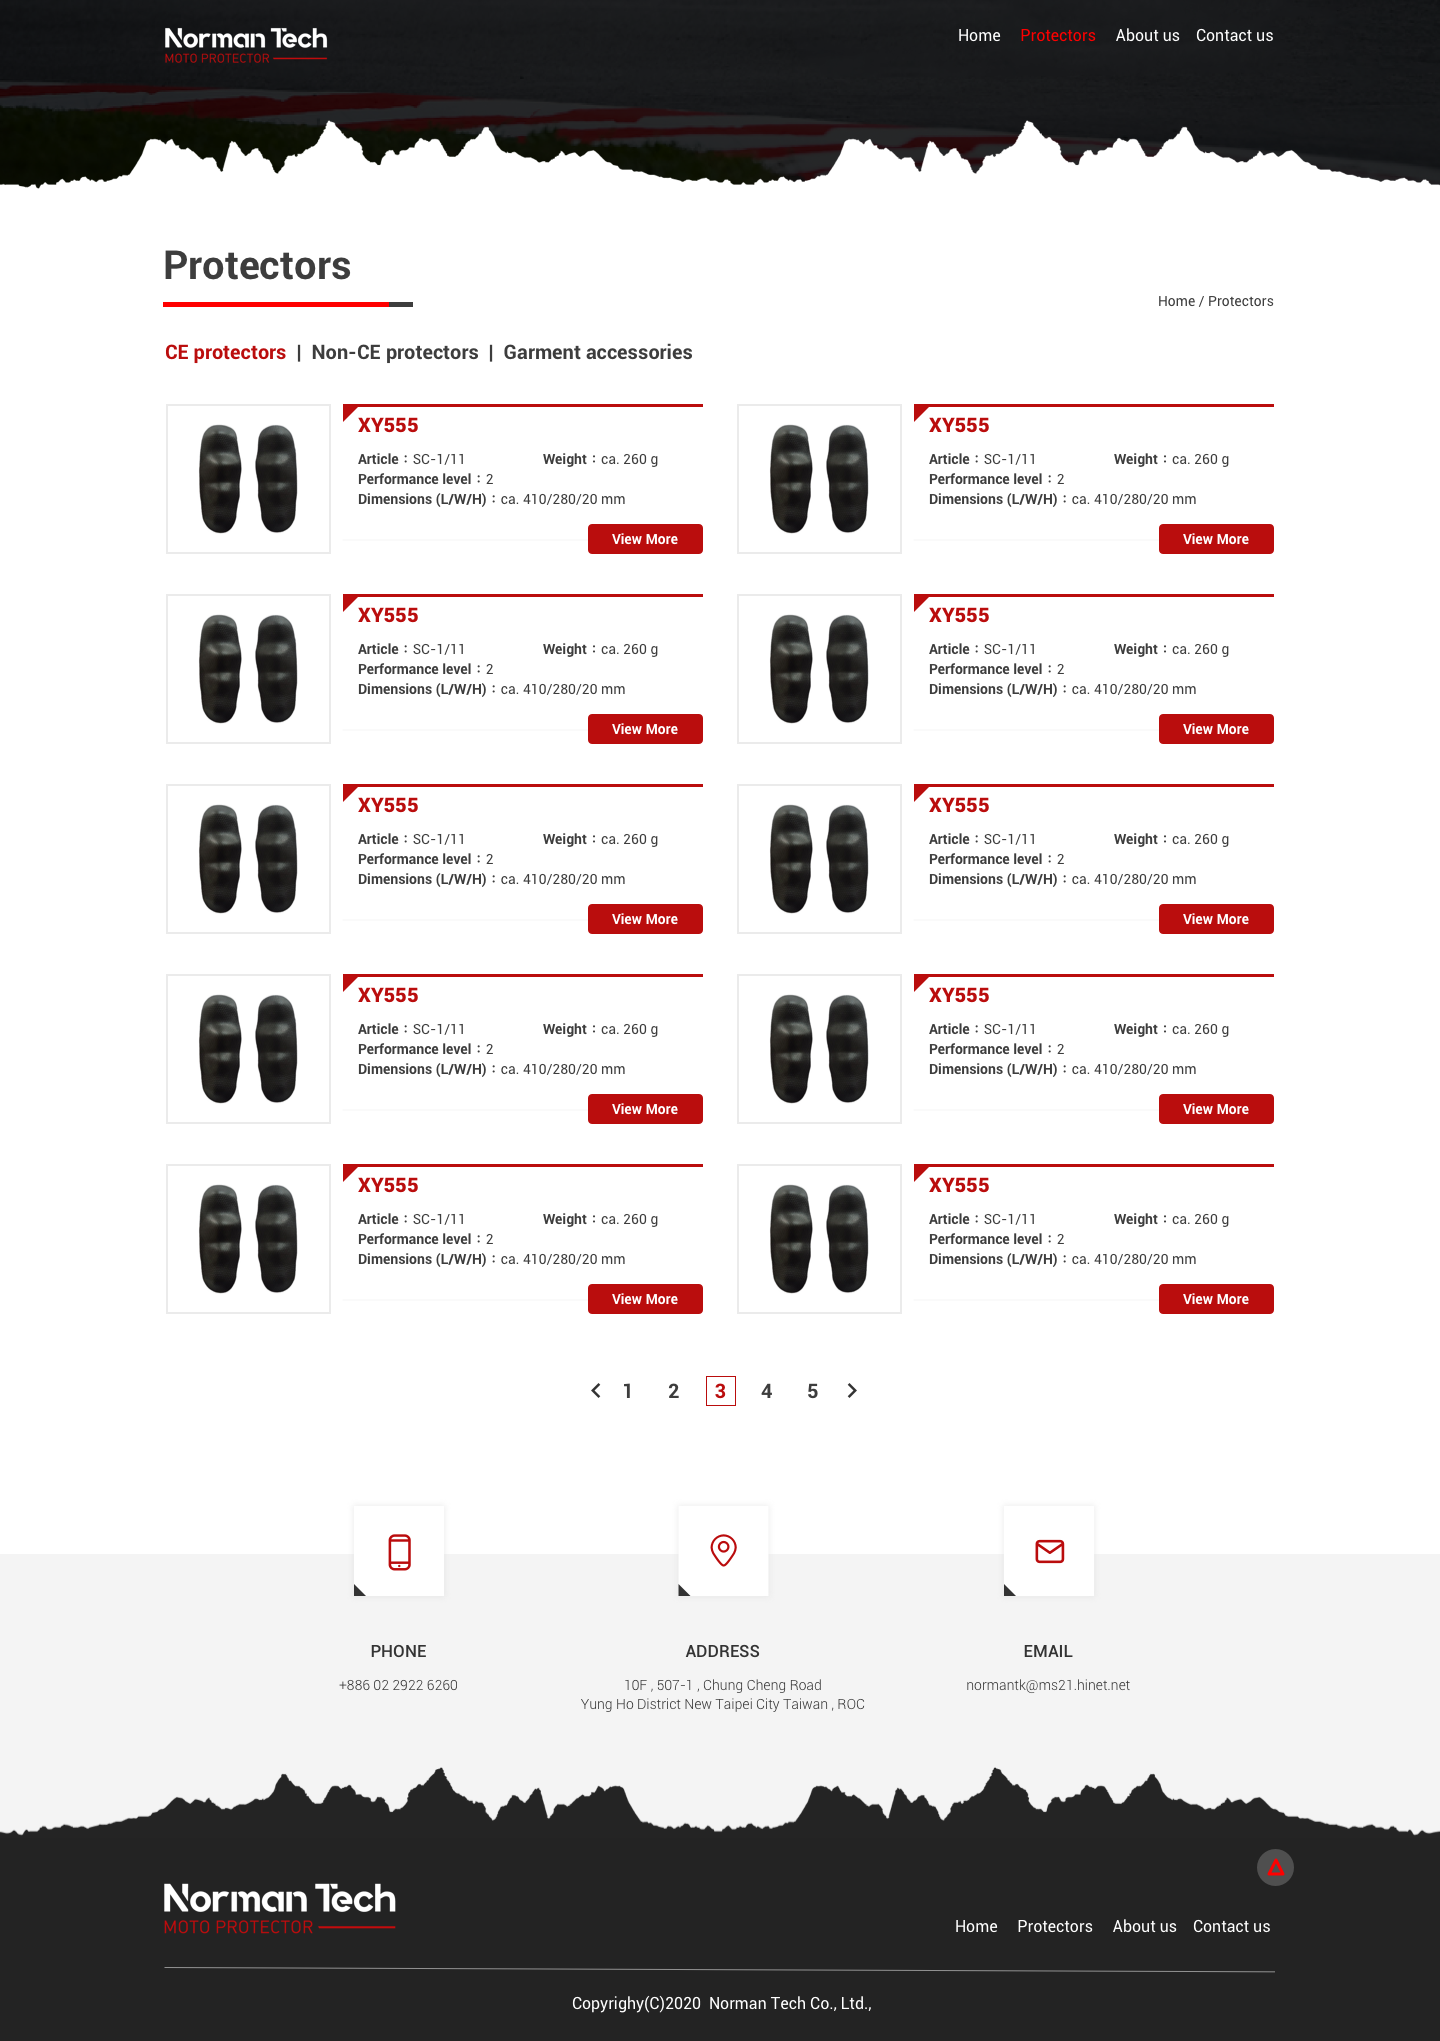 Norman Tech
MOTO PROTECTOR
Home Protectors About us Contact us
Protectors
Home / Protectors
CE protectors | Non-CE protectors | Garment accessories
XY555
Article：SC-1/11 Weight：ca. 260 g
Performance level：2
Dimensions (L/W/H)：ca. 410/280/20 mm
View More
XY555
Article：SC-1/11 Weight：ca. 260 g
Performance level：2
Dimensions (L/W/H)：ca. 410/280/20 mm
View More
XY555
Article：SC-1/11 Weight：ca. 260 g
Performance level：2
Dimensions (L/W/H)：ca. 410/280/20 mm
View More
XY555
Article：SC-1/11 Weight：ca. 260 g
Performance level：2
Dimensions (L/W/H)：ca. 410/280/20 mm
View More
XY555
Article：SC-1/11 Weight：ca. 260 g
Performance level：2
Dimensions (L/W/H)：ca. 410/280/20 mm
View More
XY555
Article：SC-1/11 Weight：ca. 260 g
Performance level：2
Dimensions (L/W/H)：ca. 410/280/20 mm
View More
XY555
Article：SC-1/11 Weight：ca. 260 g
Performance level：2
Dimensions (L/W/H)：ca. 410/280/20 mm
View More
XY555
Article：SC-1/11 Weight：ca. 260 g
Performance level：2
Dimensions (L/W/H)：ca. 410/280/20 mm
View More
XY555
Article：SC-1/11 Weight：ca. 260 g
Performance level：2
Dimensions (L/W/H)：ca. 410/280/20 mm
View More
XY555
Article：SC-1/11 Weight：ca. 260 g
Performance level：2
Dimensions (L/W/H)：ca. 410/280/20 mm
View More
1 2 3 4 5
PHONE
+886 02 2922 6260
ADDRESS
10F , 507-1 , Chung Cheng Road
Yung Ho District New Taipei City Taiwan , ROC
EMAIL
normantk@ms21.hinet.net
Norman Tech
MOTO PROTECTOR
Home Protectors About us Contact us
Copyrighy(C)2020 Norman Tech Co., Ltd.,